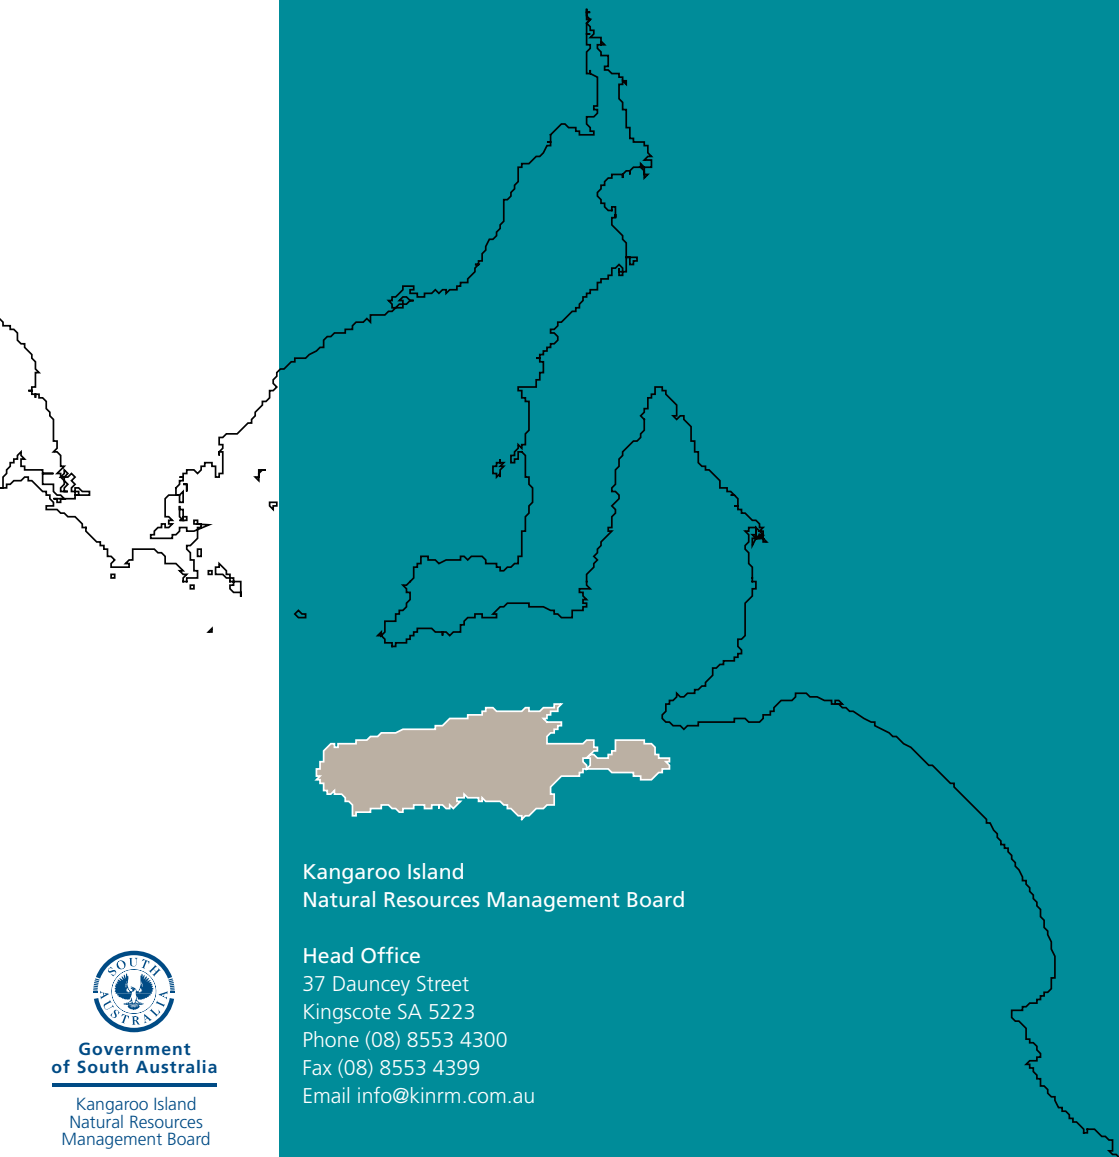 Kangaroo Island
Natural Resources Management Board
Head Office
37 Dauncey Street
Kingscote SA 5223
Phone (08) 8553 4300
Fax (08) 8553 4399
Email info@kinrm.com.au
SOUTH
AUSTRALIA
Government
of South Australia
Kangaroo Island
Natural Resources
Management Board